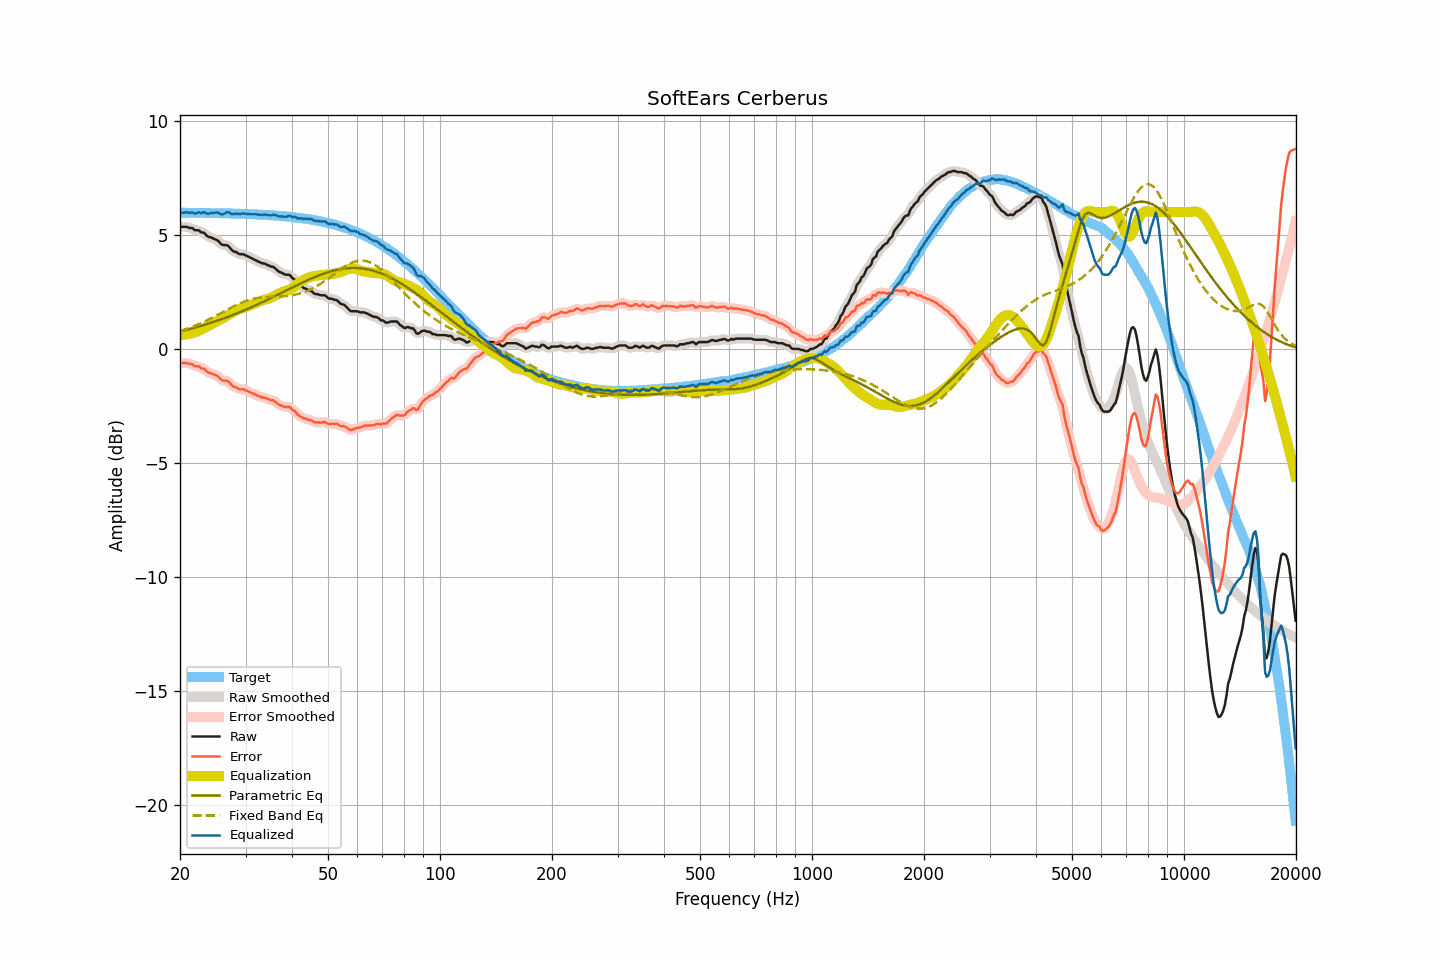 SoftEars Cerberus
10
5
0
−5
−10
−15
−20
Amplitude (dBr)
Target
Raw Smoothed
Error Smoothed
Raw
Error
Equalization
Parametric Eq
Fixed Band Eq
Equalized
20 50 100 200 500 1000 2000 5000 10000 20000
Frequency (Hz)